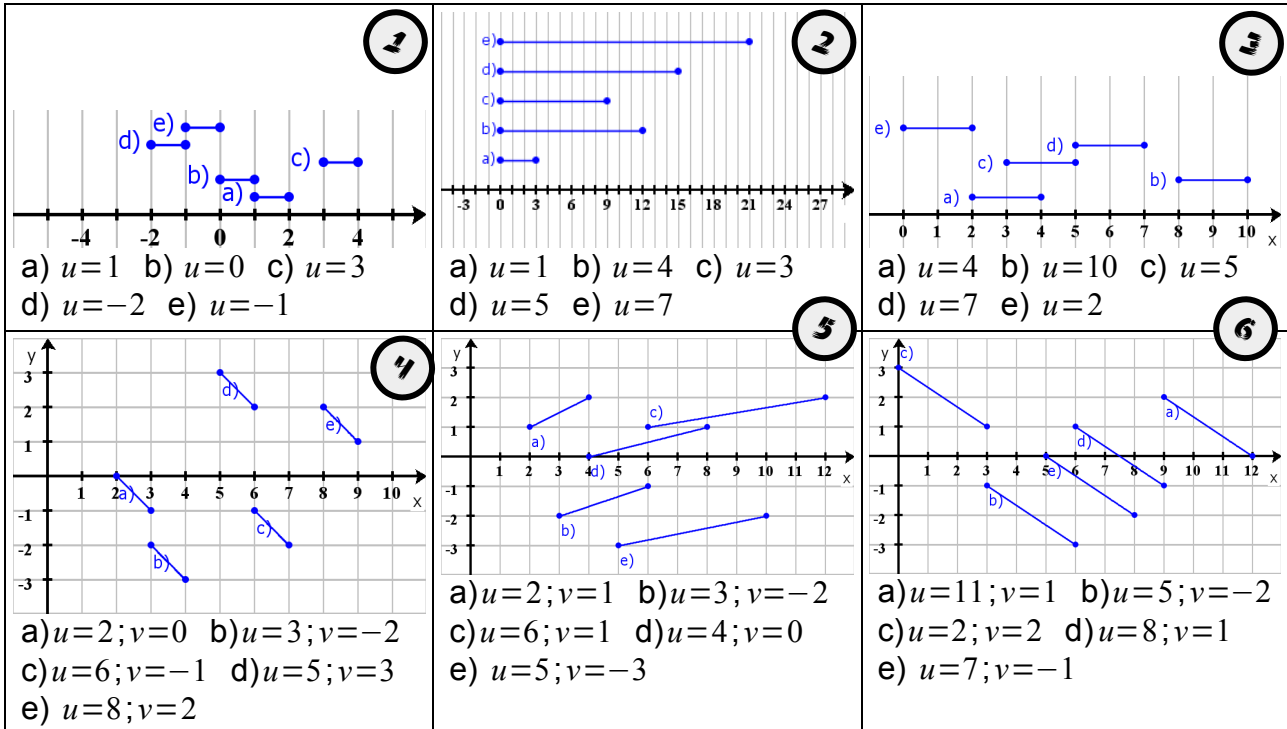 1
e)
d)
c)
b)
a)
-4 -2 0 2 4
a) u=1 b) u=0 c) u=3
d) u=−2 e) u=−1
2
e)
d)
c)
b)
a)
-3 0 3 6 9 12 15 18 21 24 27
a) u=1 b) u=4 c) u=3
d) u=5 e) u=7
3
e)
d)
c)
b)
a)
0 1 2 3 4 5 6 7 8 9 10 x
a) u=4 b) u=10 c) u=5
d) u=7 e) u=2
4
y
3
d)
2
e)
1
1 2 3 4 5 6 7 8 9 10 x
a)
-1
c)
-2
b)
-3
a)u=2;v=0 b)u=3;v=−2
c)u=6;v=−1 d)u=5;v=3
e) u=8;v=2
5
y
3
2
c)
1
a)
d)
1 2 3 4 5 6 7 8 9 10 11 12 x
-1
-2
b)
-3
e)
a)u=2;v=1 b)u=3;v=−2
c)u=6;v=1 d)u=4;v=0
e) u=5;v=−3
6
y
c)
3
2
a)
1
d)
1 2 3 4 5 6 7 8 9 10 11 12 x
e)
-1
b)
-2
-3
a)u=11;v=1 b)u=5;v=−2
c)u=2;v=2 d)u=8;v=1
e) u=7;v=−1